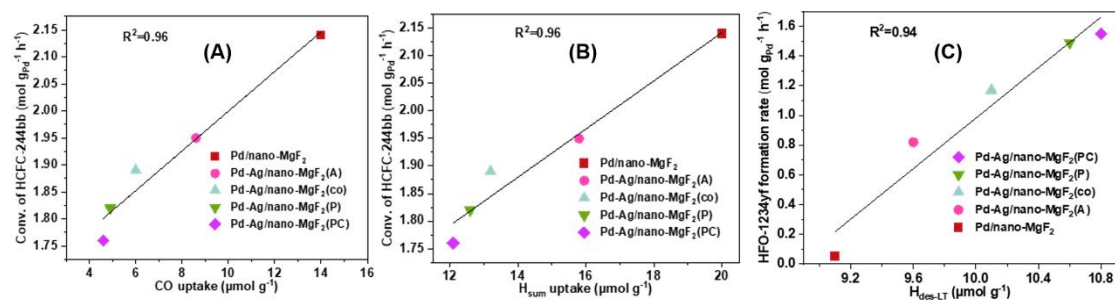 Conv. of HCFC-244bb (mol g_Pd⁻¹ h⁻¹)
2.15
2.10
2.05
2.00
1.95
1.90
1.85
1.80
1.75
R²=0.96
(A)
Pd/nano-MgF₂
Pd-Ag/nano-MgF₂(A)
Pd-Ag/nano-MgF₂(co)
Pd-Ag/nano-MgF₂(P)
Pd-Ag/nano-MgF₂(PC)
4 6 8 10 12 14 16
CO uptake (μmol g⁻¹)
Conv. of HCFC-244bb (mol g_Pd⁻¹ h⁻¹)
2.15
2.10
2.05
2.00
1.95
1.90
1.85
1.80
1.75
R²=0.96
(B)
Pd/nano-MgF₂
Pd-Ag/nano-MgF₂(A)
Pd-Ag/nano-MgF₂(co)
Pd-Ag/nano-MgF₂(P)
Pd-Ag/nano-MgF₂(PC)
12 14 16 18 20
H_sum uptake (μmol g⁻¹)
HFO-1234yf formation rate (mol g_Pd⁻¹ h⁻¹)
1.8
1.6
1.4
1.2
1.0
0.8
0.6
0.4
0.2
0.0
R²=0.94
(C)
Pd-Ag/nano-MgF₂(PC)
Pd-Ag/nano-MgF₂(P)
Pd-Ag/nano-MgF₂(co)
Pd-Ag/nano-MgF₂(A)
Pd/nano-MgF₂
9.2 9.6 10.0 10.4 10.8
H_des-LT (μmol g⁻¹)